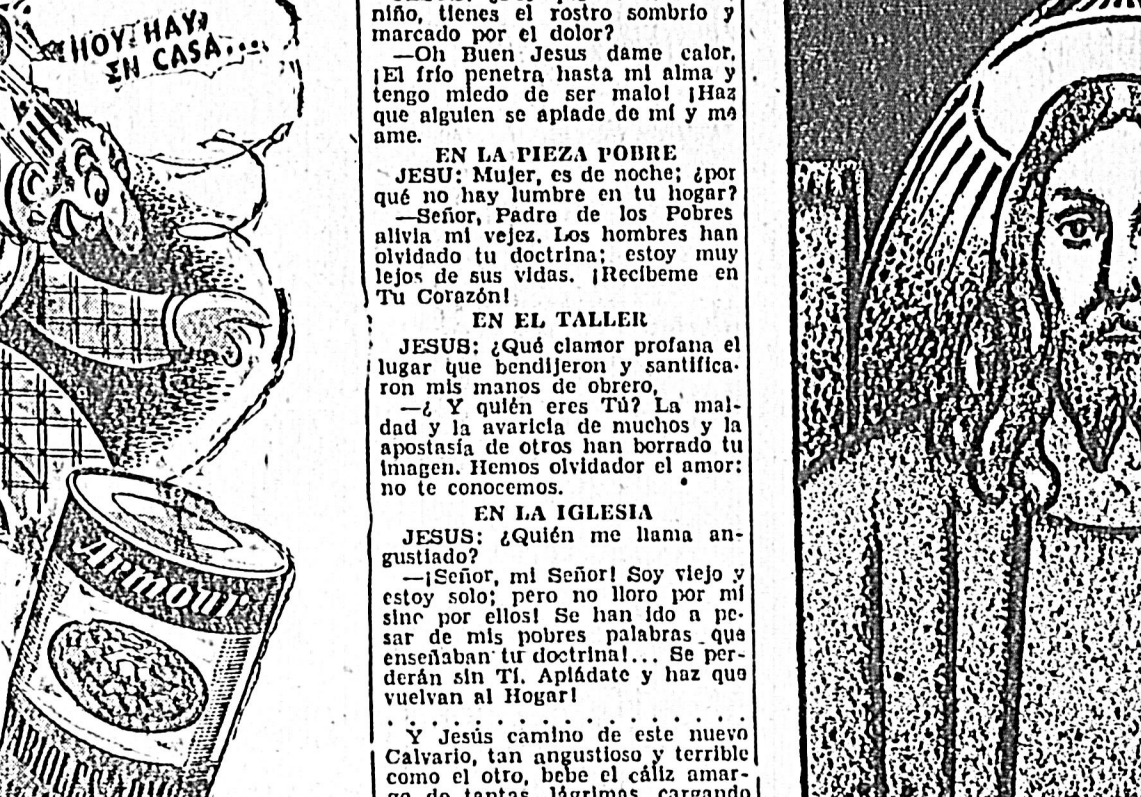 ¡HOY HAY
EN CASA...
Armour
niño, tienes el rostro sombrío y
marcado por el dolor?
—Oh Buen Jesus dame calor.
¡El frío penetra hasta mi alma y
tengo miedo de ser malo! ¡Haz
que alguien se apiade de mí y me
ame.
EN LA PIEZA POBRE
JESU: Mujer, es de noche; ¿por
qué no hay lumbre en tu hogar?
—Señor, Padre de los Pobres
alivia mi vejez. Los hombres han
olvidado tu doctrina; estoy muy
lejos de sus vidas. ¡Recíbeme en
Tu Corazón!
EN EL TALLER
JESUS: ¿Qué clamor profana el
lugar que bendijeron y santifica-
ron mis manos de obrero,
—¿ Y quién eres Tú? La mal-
dad y la avaricia de muchos y la
apostasía de otros han borrado tu
imagen. Hemos olvidador el amor:
no te conocemos.
EN LA IGLESIA
JESUS: ¿Quién me llama an-
gustiado?
—¡Señor, mi Señor! Soy viejo y
estoy solo; pero no lloro por mí
sino por ellos! Se han ido a pe-
sar de mis pobres palabras que
enseñaban tu doctrina!... Se per-
derán sin Tí. Apiádate y haz que
vuelvan al Hogar!
Y Jesús camino de este nuevo
Calvario, tan angustioso y terrible
como el otro, bebe el cáliz amar-
go de tantas lágrimas, cargando